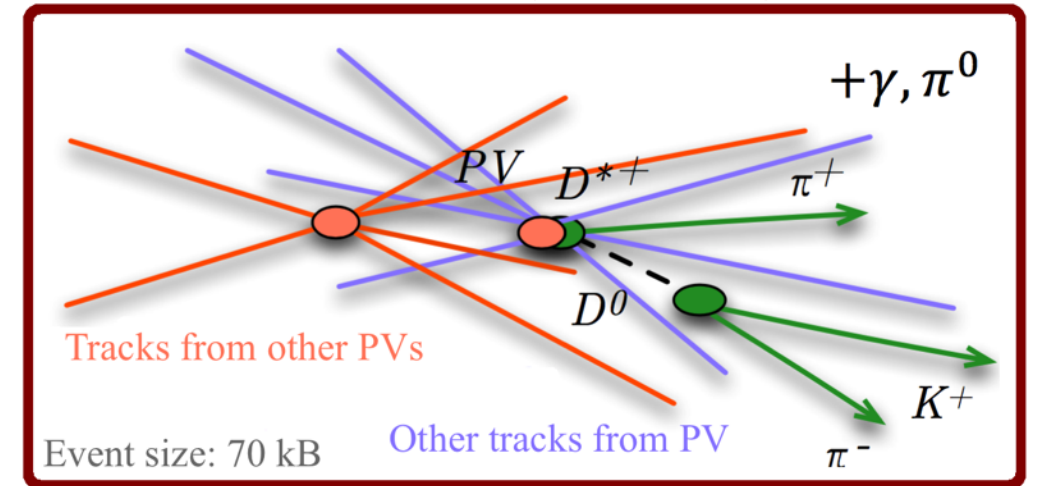 +γ, π⁰
PV
D*+
π+
D⁰
Tracks from other PVs
K+
Other tracks from PV
π-
Event size: 70 kB